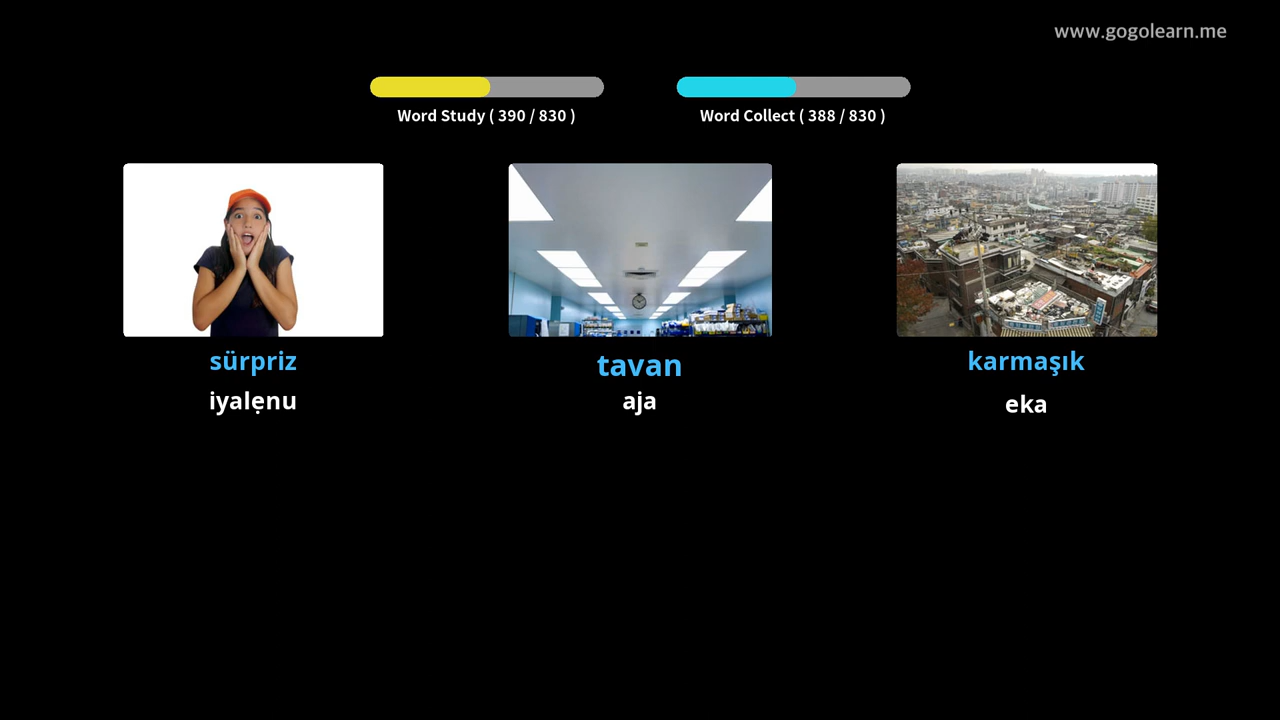 www.gogolearn.me
Word Study ( 390 / 830 )
Word Collect ( 388 / 830 )
sürpriz
iyalẹnu
tavan
aja
karmaşık
eka